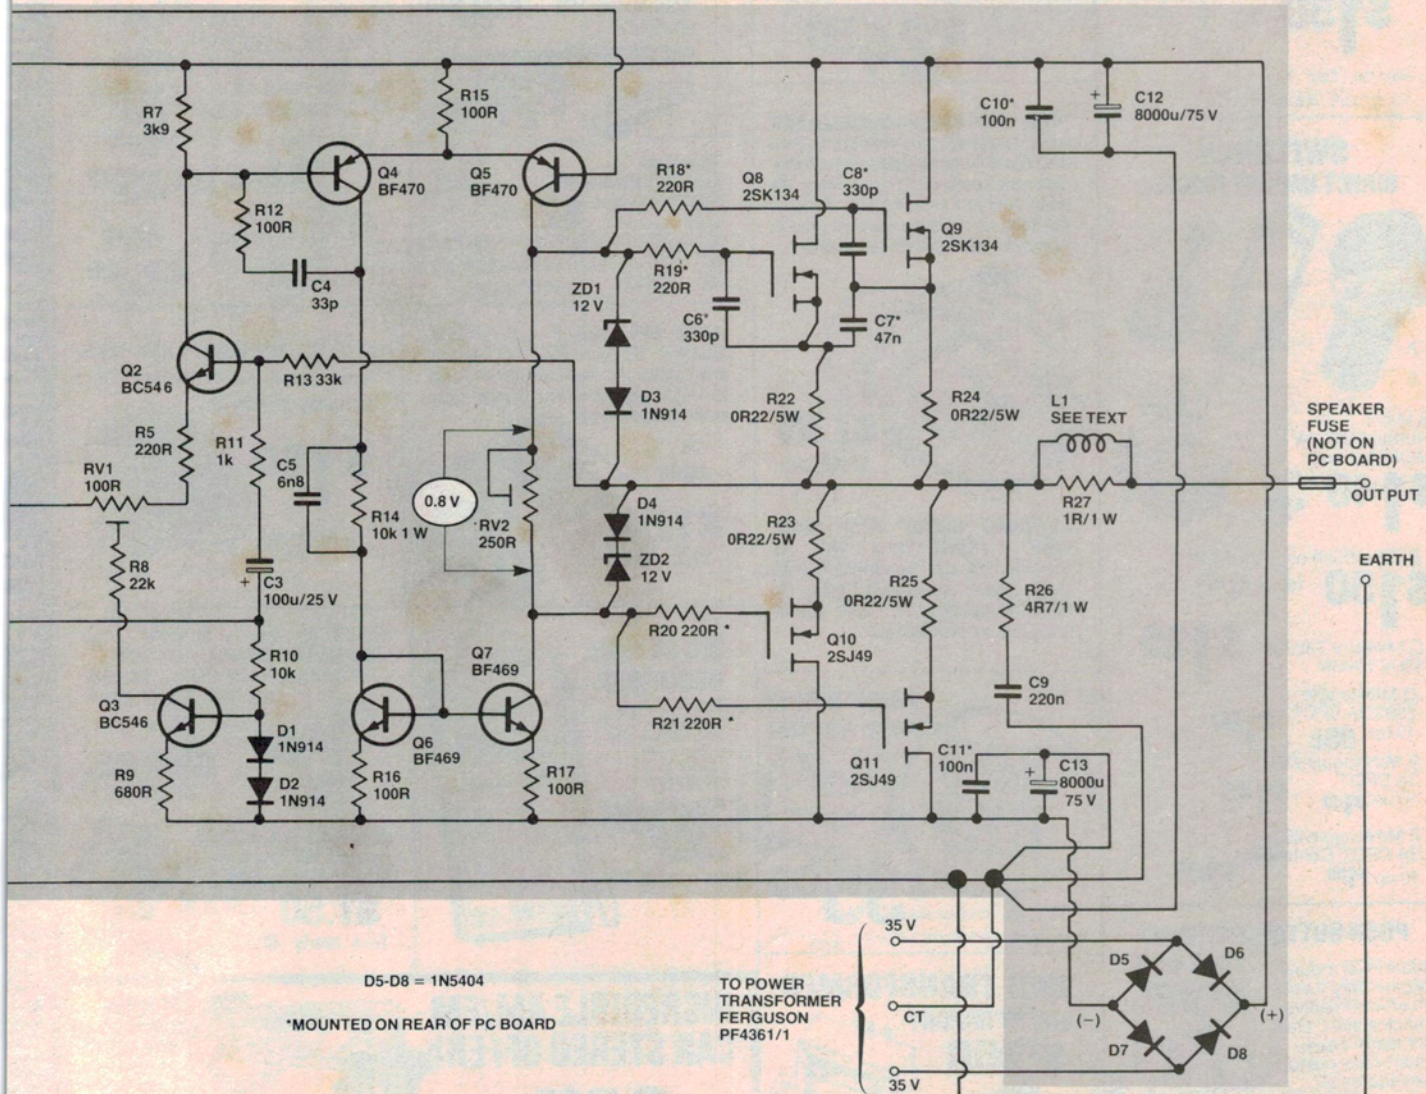 R7
3k9
R15
100R
Q4
BF470
Q5
BF470
R12
100R
C4
33p
R18*
220R
R19*
220R
Q8
2SK134
C8*
330p
Q9
2SK134
C10*
100n
+
C12
8000u/75 V
ZD1
12 V
C6*
330p
C7*
47n
Q2
BC546
R13 33k
R5
220R
R11
1k
RV1
100R
C5
6n8
R14
10k 1 W
0.8 V
RV2
250R
D3
1N914
R22
0R22/5W
R24
0R22/5W
L1
SEE TEXT
SPEAKER
FUSE
(NOT ON
PC BOARD)
OUTPUT
R27
1R/1 W
D4
1N914
ZD2
12 V
R23
0R22/5W
R8
22k
+
C3
100u/25 V
R25
0R22/5W
R26
4R7/1 W
EARTH
R10
10k
R20 220R *
Q10
2SJ49
Q3
BC546
Q7
BF469
C9
220n
R21 220R *
D1
1N914
Q6
BF469
Q11
2SJ49
C11*
100n
+
C13
8000u
75 V
R9
680R
D2
1N914
R16
100R
R17
100R
35 V
D5
D6
D5-D8 = 1N5404
TO POWER
TRANSFORMER
FERGUSON
PF4361/1
CT
(−)
(+)
*MOUNTED ON REAR OF PC BOARD
D7
D8
35 V